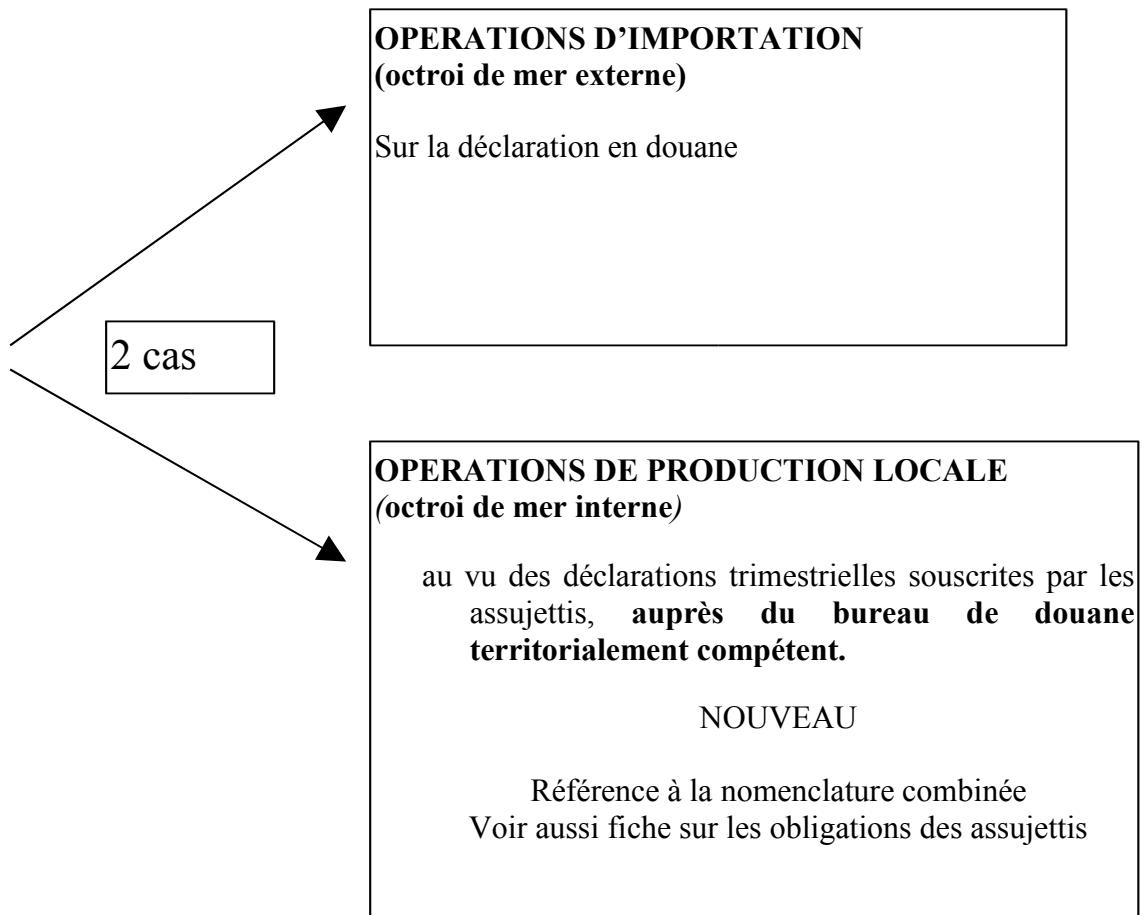 OPERATIONS D’IMPORTATION
(octroi de mer externe)
Sur la déclaration en douane
2 cas
OPERATIONS DE PRODUCTION LOCALE
(octroi de mer interne)
au vu des déclarations trimestrielles souscrites par les
assujettis, auprès du bureau de douane
territorialement compétent.
NOUVEAU
Référence à la nomenclature combinée
Voir aussi fiche sur les obligations des assujettis